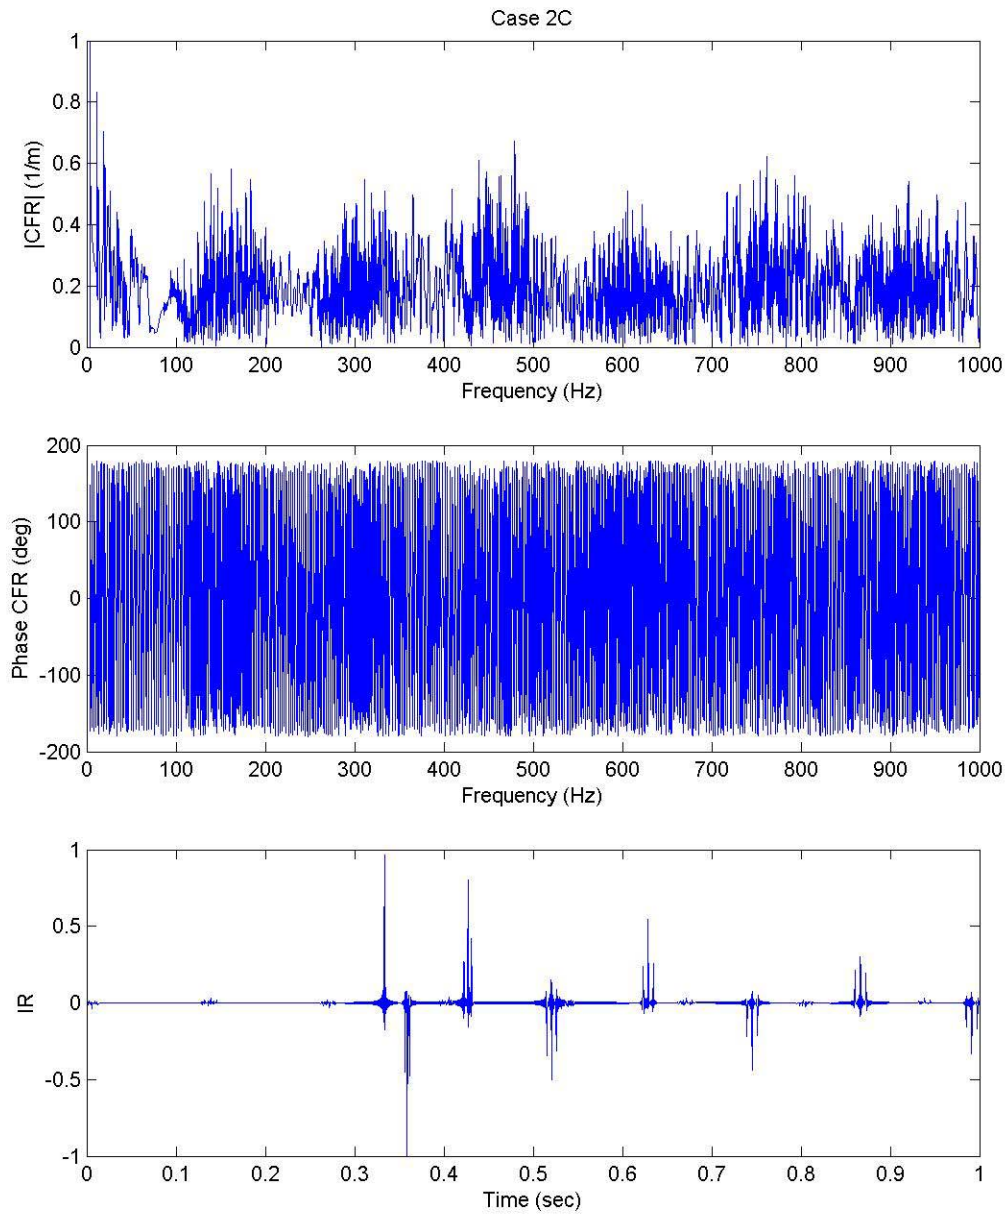 Case 2C
1
0.8
0.6
0.4
0.2
0
|CFR| (1/m)
0 100 200 300 400 500 600 700 800 900 1000
Frequency (Hz)
200
100
0
-100
-200
Phase CFR (deg)
0 100 200 300 400 500 600 700 800 900 1000
Frequency (Hz)
1
0.5
0
-0.5
-1
IR
0 0.1 0.2 0.3 0.4 0.5 0.6 0.7 0.8 0.9 1
Time (sec)